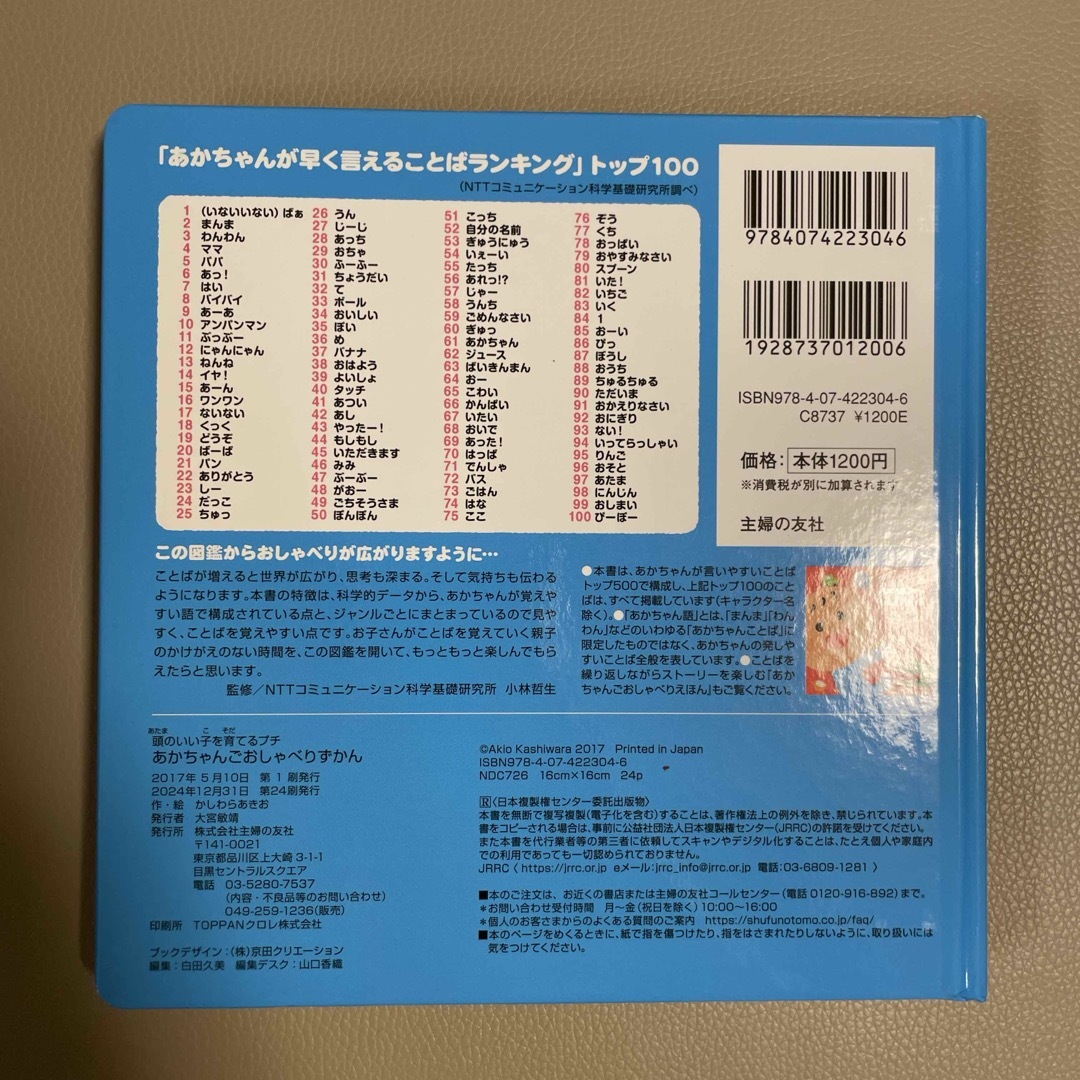 「あかちゃんが早く言えることばランキング」トップ100
(NTTコミュニケーション科学基礎研究所調べ)
1 (いないいない)ばぁ
2 まんま
3 わんわん
4 ママ
5 パパ
6 あっ!
7 はい
8 バイバイ
9 あーあ
10 アンパンマン
11 ぶっぶー
12 にゃんにゃん
13 ねんね
14 イヤ!
15 あーん
16 ワンワン
17 ないない
18 くっく
19 どうぞ
20 ばーば
21 パン
22 ありがとう
23 しー
24 だっこ
25 ちゅっ
26 うん
27 じーじ
28 あっち
29 おちゃ
30 ふーふー
31 ちょうだい
32 て
33 ボール
34 おいしい
35 ぽい
36 め
37 バナナ
38 おはよう
39 よいしょ
40 タッチ
41 あつい
42 あし
43 やったー!
44 もしもし
45 いただきます
46 みみ
47 ぶーぶー
48 がおー
49 ごちそうさま
50 ぽんぽん
51 こっち
52 自分の名前
53 ぎゅうにゅう
54 いぇーい
55 たっち
56 あれっ!?
57 じゃー
58 うんち
59 ごめんなさい
60 ぎゅっ
61 あかちゃん
62 ジュース
63 ばいきんまん
64 おー
65 こわい
66 かんぱい
67 いたい
68 おいで
69 あった!
70 はっぱ
71 でんしゃ
72 バス
73 ごはん
74 はな
75 ここ
76 ぞう
77 くち
78 おっぱい
79 おやすみなさい
80 スプーン
81 いた!
82 いちご
83 いく
84 1
85 おーい
86 ぴっ
87 ぼうし
88 おうち
89 ちゅるちゅる
90 ただいま
91 おかえりなさい
92 おにぎり
93 ない!
94 いってらっしゃい
95 りんご
96 おそと
97 あたま
98 にんじん
99 おしまい
100 ぴーぽー
9784074223046
1928737012006
ISBN978-4-07-422304-6
C8737 ¥1200E
価格:本体1200円
※消費税が別に加算されます
主婦の友社
この図鑑からおしゃべりが広がりますように…
ことばが増えると世界が広がり、思考も深まる。そして気持ちも伝わる
ようになります。本書の特徴は、科学的データから、あかちゃんが覚えや
すい語で構成されている点と、ジャンルごとにまとまっているので見や
すく、ことばを覚えやすい点です。お子さんがことばを覚えていく親子
のかけがえのない時間を、この図鑑を開いて、もっともっと楽しんでもら
えたらと思います。
監修/NTTコミュニケーション科学基礎研究所 小林哲生
●本書は、あかちゃんが言いやすいことば
トップ500で構成し、上記トップ100のこと
ばは、すべて掲載しています(キャラクター名
除く)。●「あかちゃん語」とは、「まんま」「わん
わん」などのいわゆる「あかちゃんことば」に
限定したものではなく、あかちゃんの発しや
すいことば全般を表しています。●ことばを
繰り返しながらストーリーを楽しむ『あか
ちゃんごおしゃべりえほん』もご覧ください。
あたま こ そだ
頭のいい子を育てるプチ
あかちゃんごおしゃべりずかん
2017年 5月10日 第 1 刷発行
2024年12月31日 第24刷発行
作・絵 かしわらあきお
発行者 大宮敏靖
発行所 株式会社主婦の友社
〒141-0021
東京都品川区上大崎 3-1-1
目黒セントラルスクエア
電話 03-5280-7537
(内容・不良品等のお問い合わせ)
049-259-1236(販売)
印刷所 TOPPANクロレ株式会社
ブックデザイン:(株)京田クリエーション
編集:白田久美 編集デスク:山口香織
©Akio Kashiwara 2017 Printed in Japan
ISBN978-4-07-422304-6
NDC726 16cm×16cm 24p
R〈日本複製権センター委託出版物〉
本書を無断で複写複製(電子化を含む)することは、著作権法上の例外を除き、禁じられています。本
書をコピーされる場合は、事前に公益社団法人日本複製権センター(JRRC)の許諾を受けてください。
また本書を代行業者等の第三者に依頼してスキャンやデジタル化することは、たとえ個人や家庭内
での利用であっても一切認められておりません。
JRRC〈 https://jrrc.or.jp eメール:jrrc_info@jrrc.or.jp 電話:03-6809-1281 〉
■本のご注文は、お近くの書店または主婦の友社コールセンター(電話 0120-916-892)まで。
*お問い合わせ受付時間 月〜金(祝日を除く)10:00〜16:00
*個人のお客さまからのよくある質問のご案内 https://shufunotomo.co.jp/faq/
■本のページをめくるときに、紙で指を傷つけたり、指をはさまれたりしないように、取り扱いには
気をつけてください。